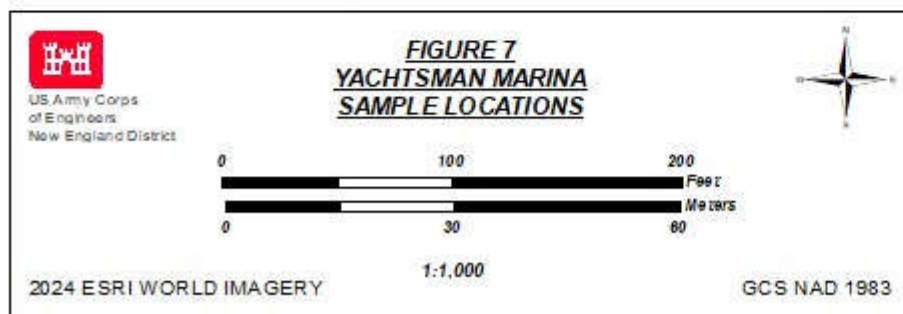 FIGURE 7
YACHTSMAN MARINA
SAMPLE LOCATIONS
US Army Corps
of Engineers
New England District
N
W E
S
0 100 200
Feet
Meters
0 30 60
1:1,000
2024 ESRI WORLD IMAGERY GCS NAD 1983